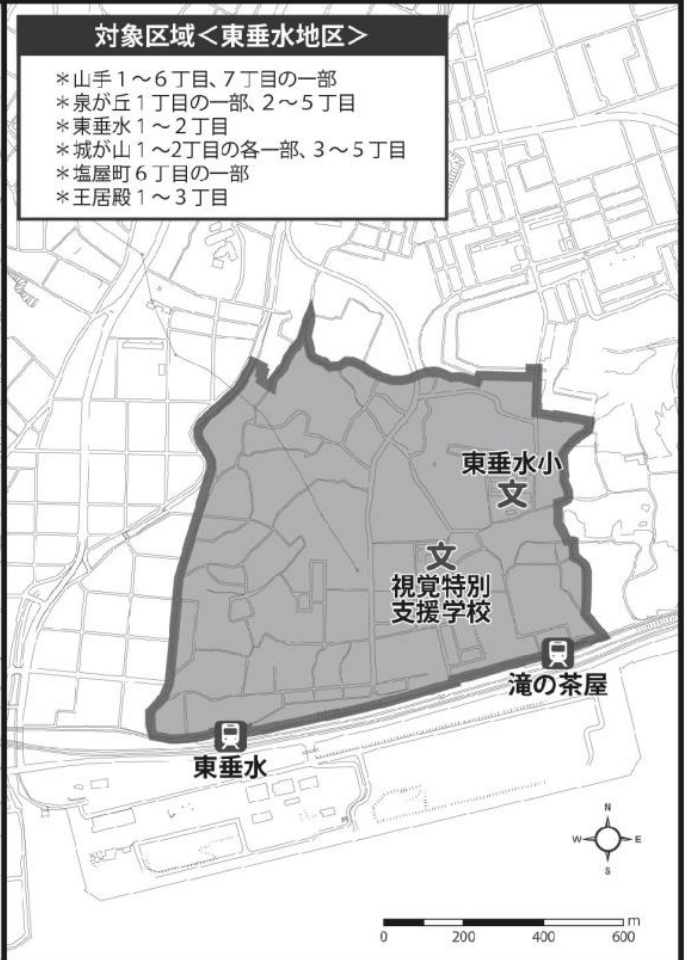 対象区域＜東垂水地区＞
＊山手１～６丁目、７丁目の一部
＊泉が丘１丁目の一部、２～５丁目
＊東垂水１～２丁目
＊城が山１～２丁目の各一部、３～５丁目
＊塩屋町６丁目の一部
＊王居殿１～３丁目
東垂水小
文
文
視覚特別
支援学校
滝の茶屋
東垂水
N
W E
S
m
0 200 400 600